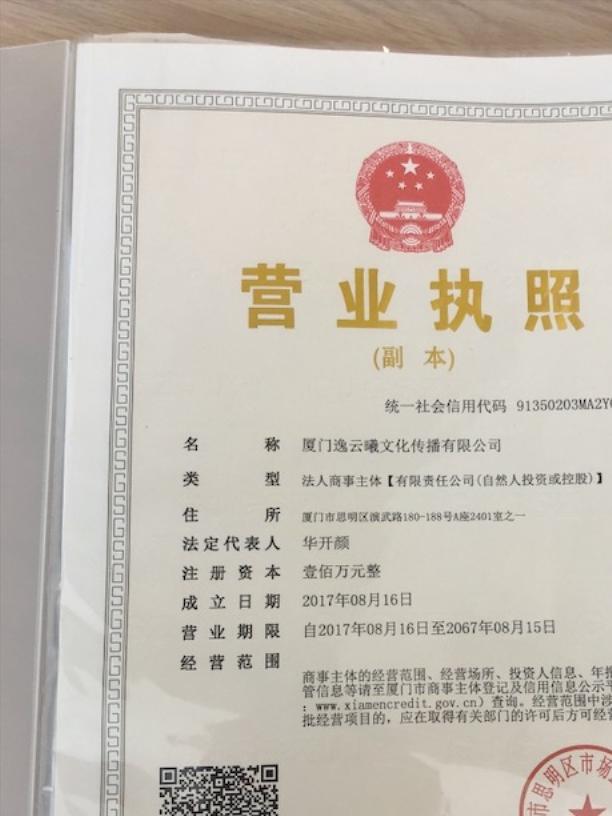 营业执照
(副 本)
统一社会信用代码 91350203MA2Y
名 称 厦门逸云曦文化传播有限公司
类 型 法人商事主体【有限责任公司(自然人投资或控股)】
住 所 厦门市思明区演武路180-188号A座2401室之一
法定代表人 华开颜
注册资本 壹佰万元整
成立日期 2017年08月16日
营业期限 自2017年08月16日至2067年08月15日
经营范围
商事主体的经营范围、经营场所、投资人信息、年报
管信息等请至厦门市商事主体登记及信用信息公示平
：www.xiamencredit.gov.cn）查询。经营范围中涉
批经营项目的，应在取得有关部门的许可后方可经营
市思明区市场